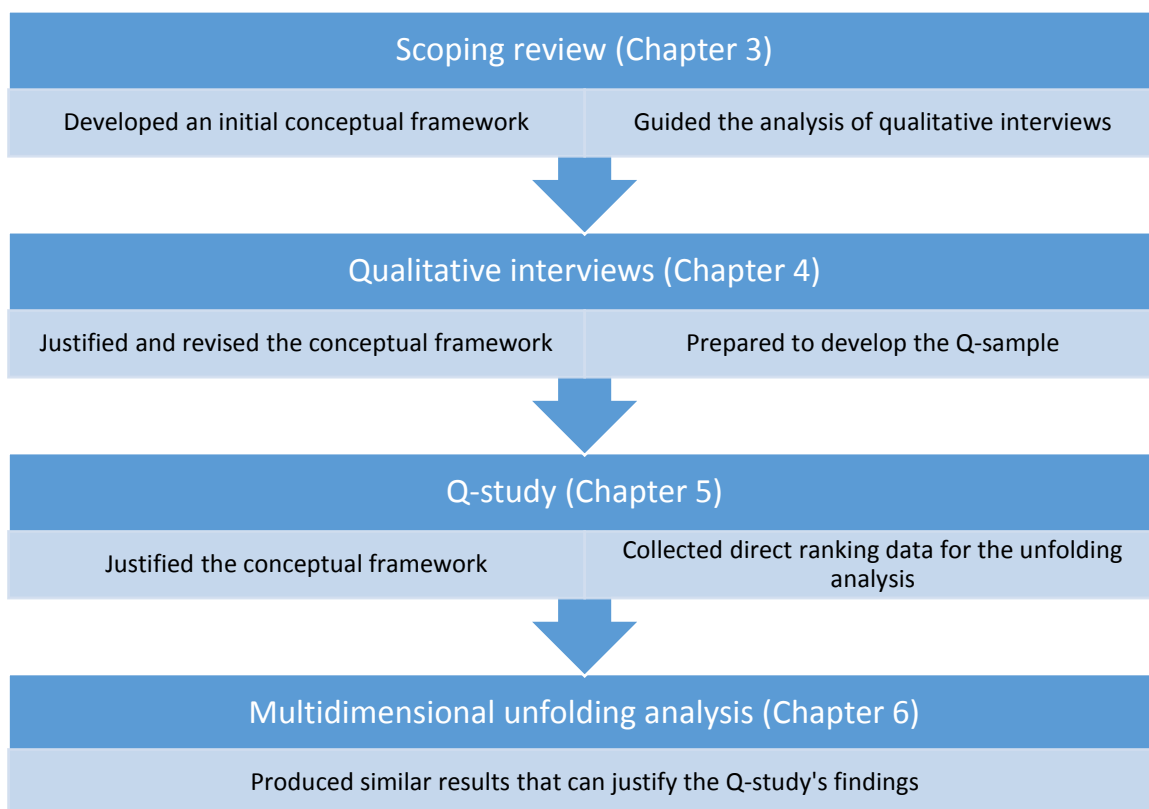 Scoping review (Chapter 3)
Developed an initial conceptual framework
Guided the analysis of qualitative interviews
Qualitative interviews (Chapter 4)
Justified and revised the conceptual framework
Prepared to develop the Q-sample
Q-study (Chapter 5)
Justified the conceptual framework
Collected direct ranking data for the unfolding
analysis
Multidimensional unfolding analysis (Chapter 6)
Produced similar results that can justify the Q-study's findings